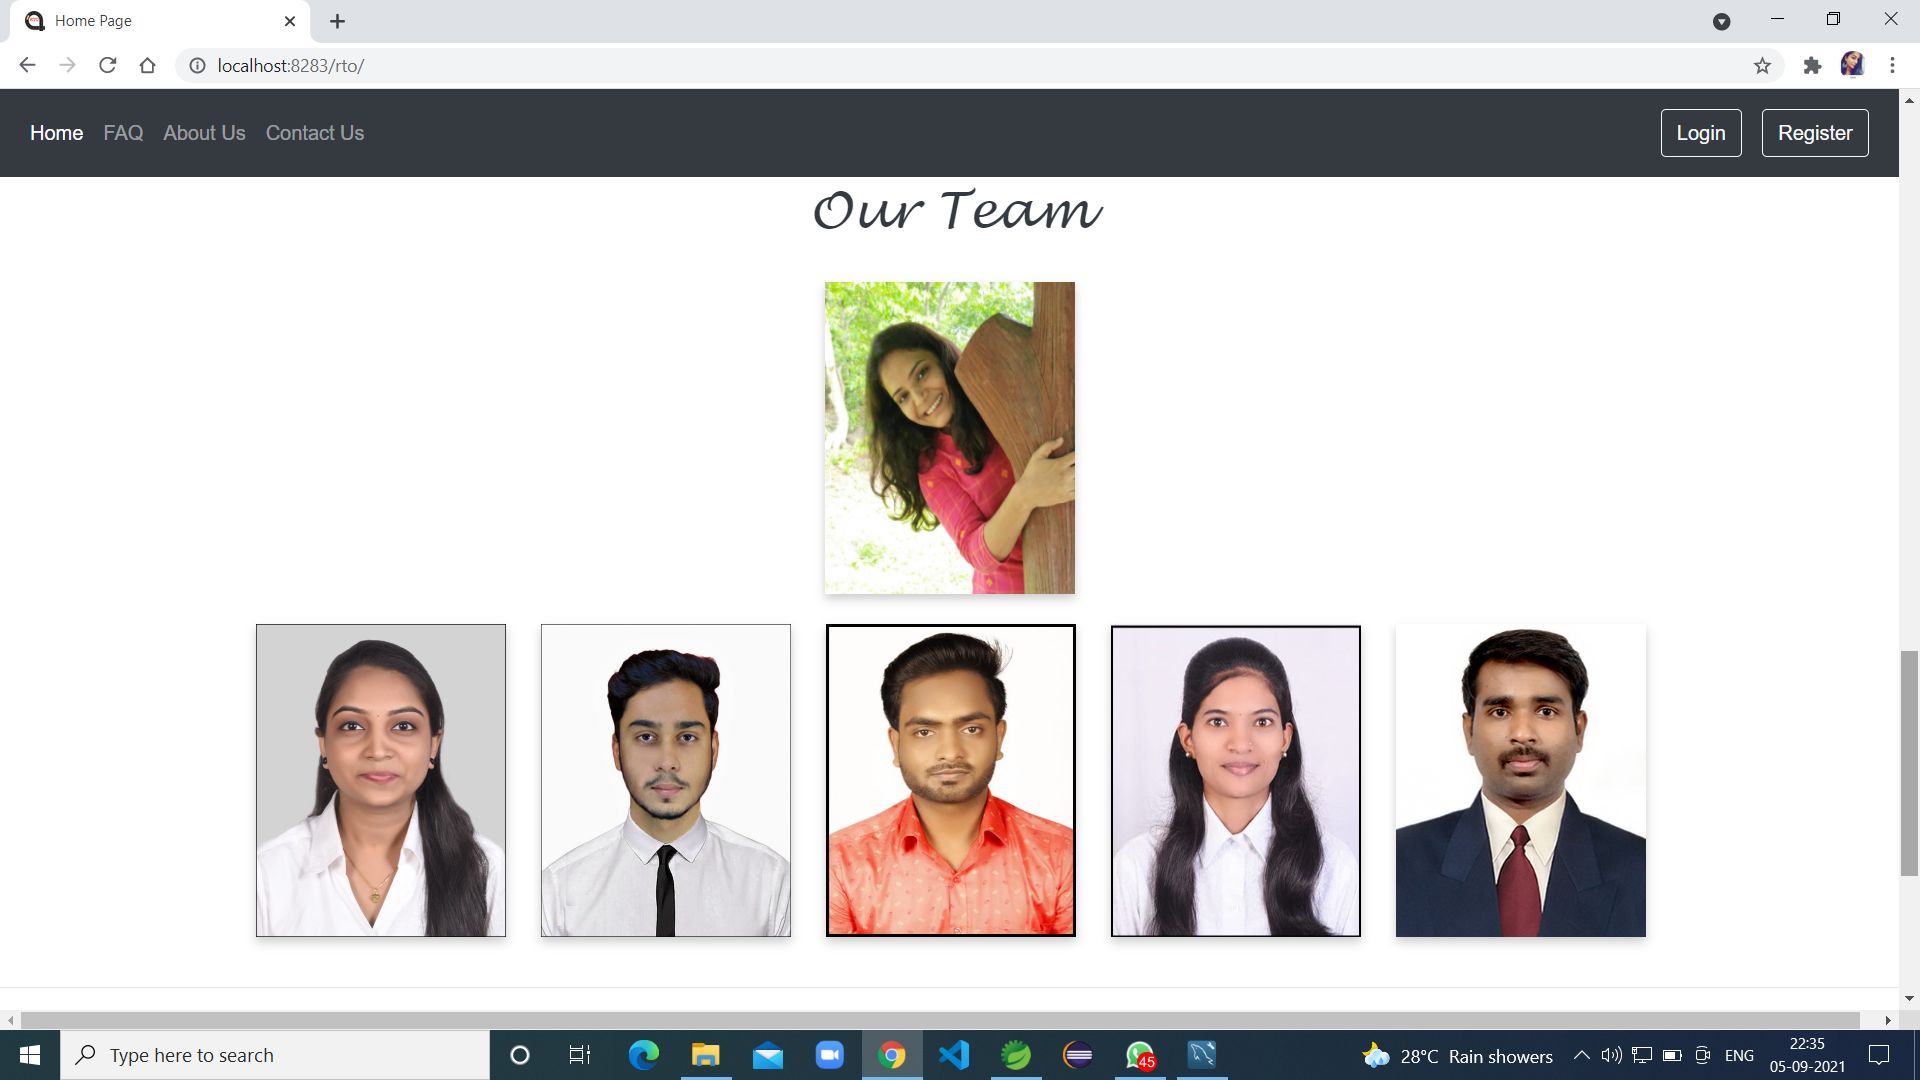 Home Page
localhost:8283/rto/
Home FAQ About Us Contact Us Login Register
Our Team
Type here to search
45
28°C Rain showers
ENG
22:35
05-09-2021